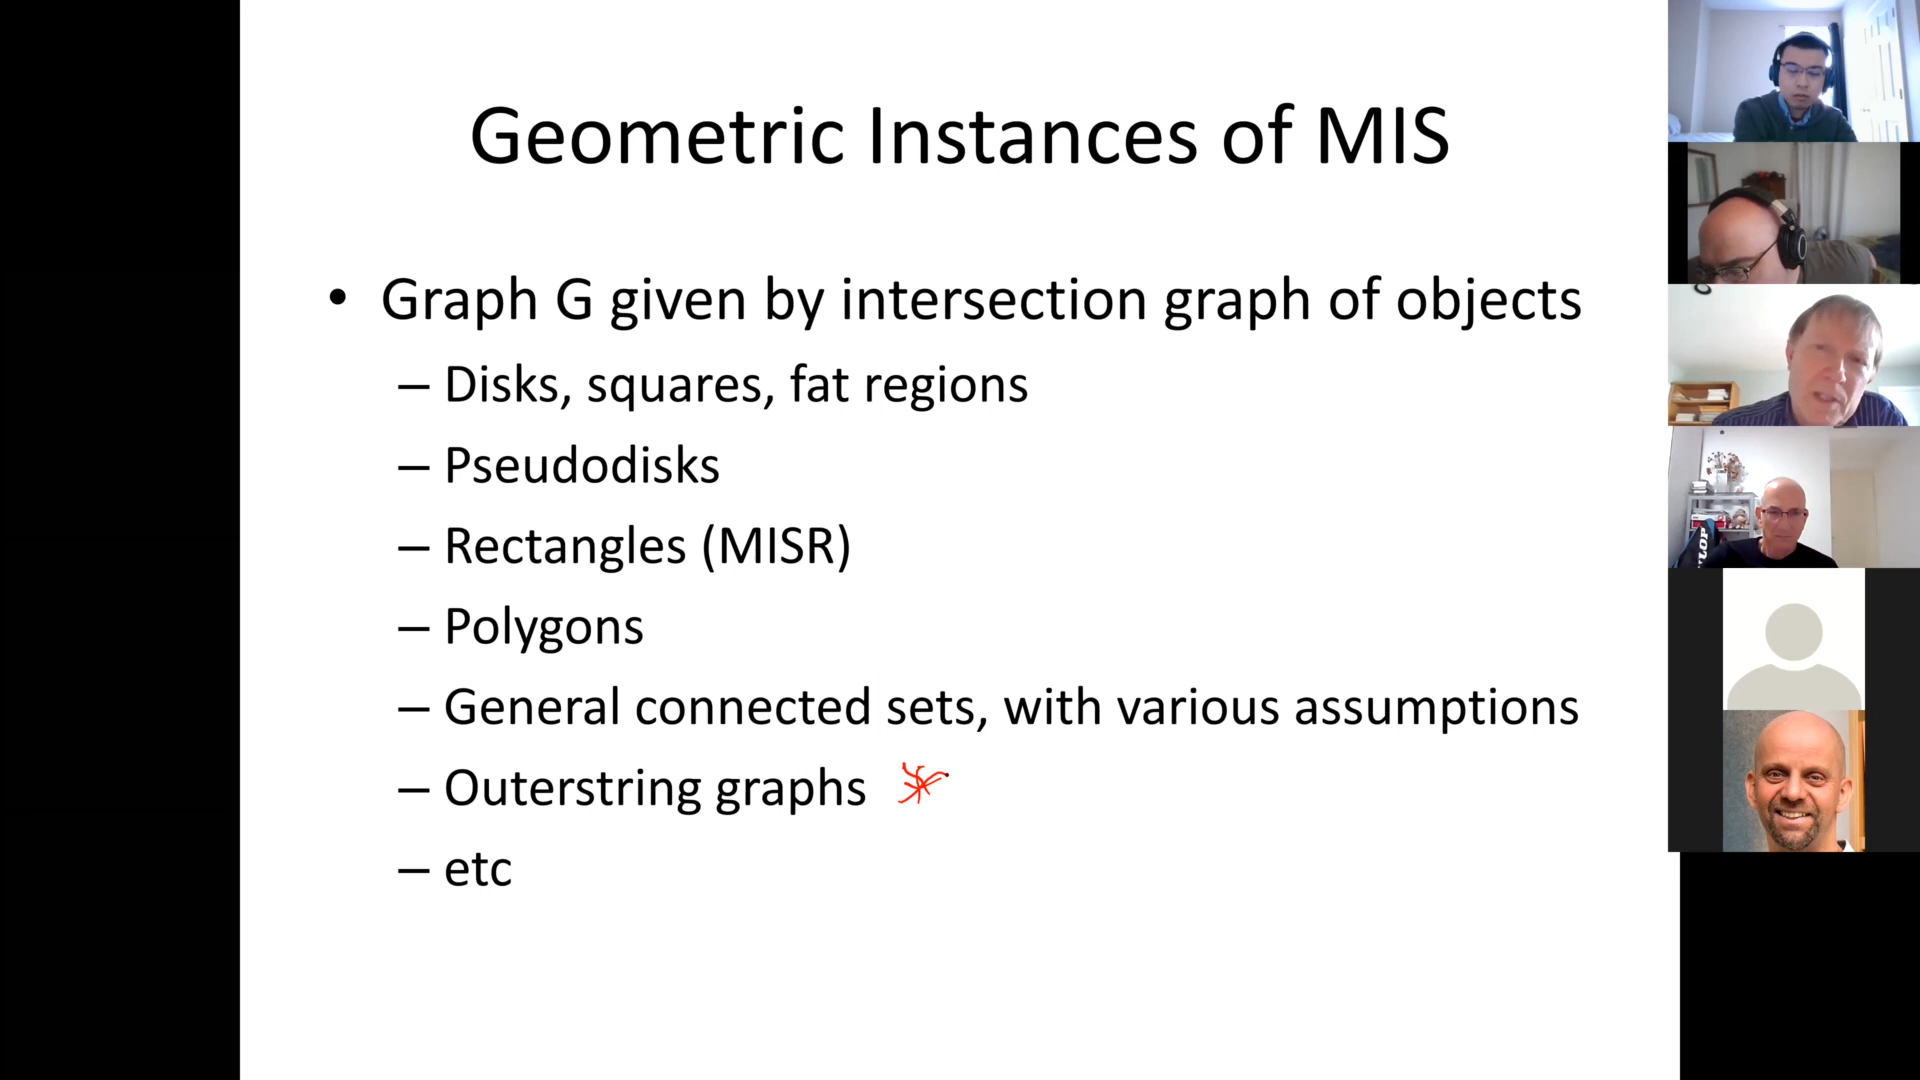 Geometric Instances of MIS
• Graph G given by intersection graph of objects
– Disks, squares, fat regions
– Pseudodisks
– Rectangles (MISR)
– Polygons
– General connected sets, with various assumptions
– Outerstring graphs
– etc